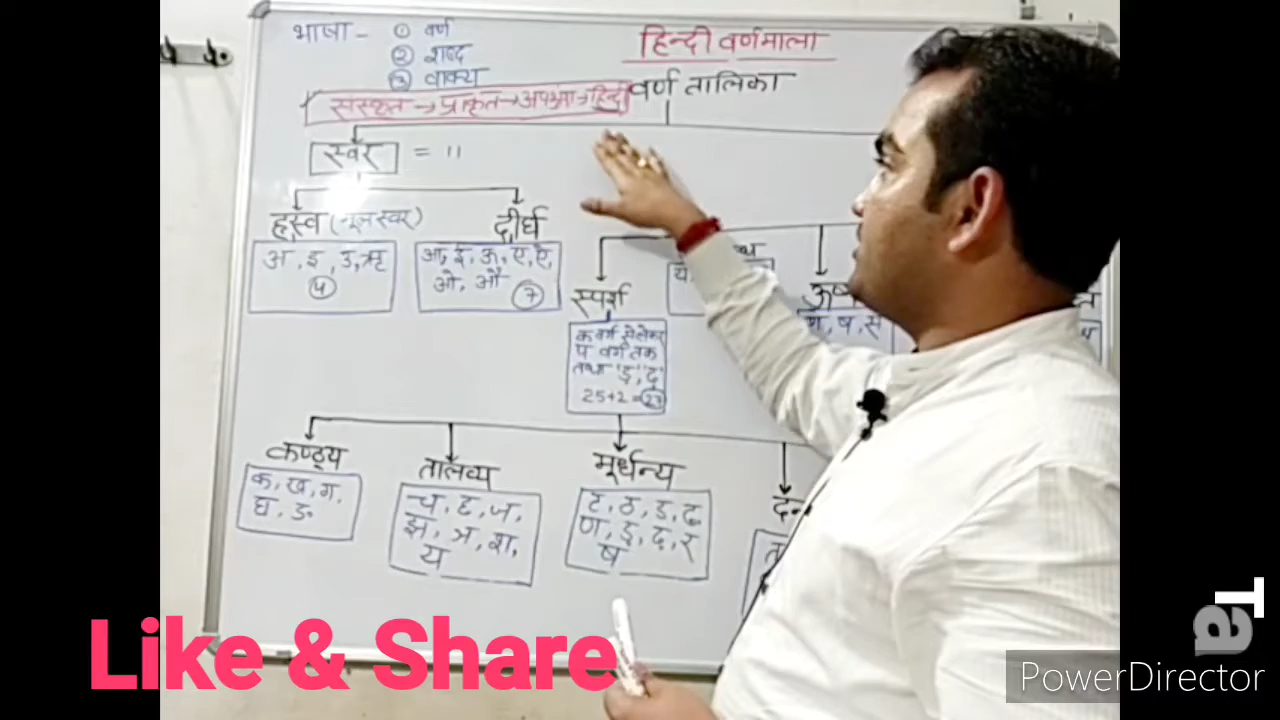 भाषा - ① वर्ण
② शब्द
③ वाक्य
हिन्दी वर्णमाला
संस्कृत → प्राकृत → अपभ्रंश → हिन्दी
वर्ण तालिका
स्वर = 11
ह्रस्व (मूल स्वर)
दीर्घ
अ, इ, उ, ऋ
④
आ, ई, ऊ, ए, ऐ,
ओ, औ ⑦
स्पर्श
क वर्ग से लेकर
प वर्ग तक
तथा 'ड़', 'ढ़'
25+2=27
श, ष, स
कण्ठ्य
क, ख, ग,
घ, ङ
तालव्य
च, छ, ज,
झ, ञ, श,
य
मूर्धन्य
ट, ठ, ड, ढ
ण, ड़, ढ़, र
ष
Like & Share
Ta
PowerDirector